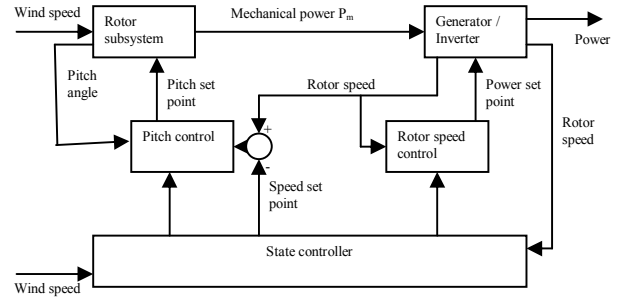 Wind speed
Rotor
subsystem
Mechanical power Pm
Generator /
Inverter
Power
Pitch
angle
Pitch set
point
Rotor speed
Power set
point
Rotor
speed
Pitch control
+
-
Rotor speed
control
Speed set
point
State controller
Wind speed